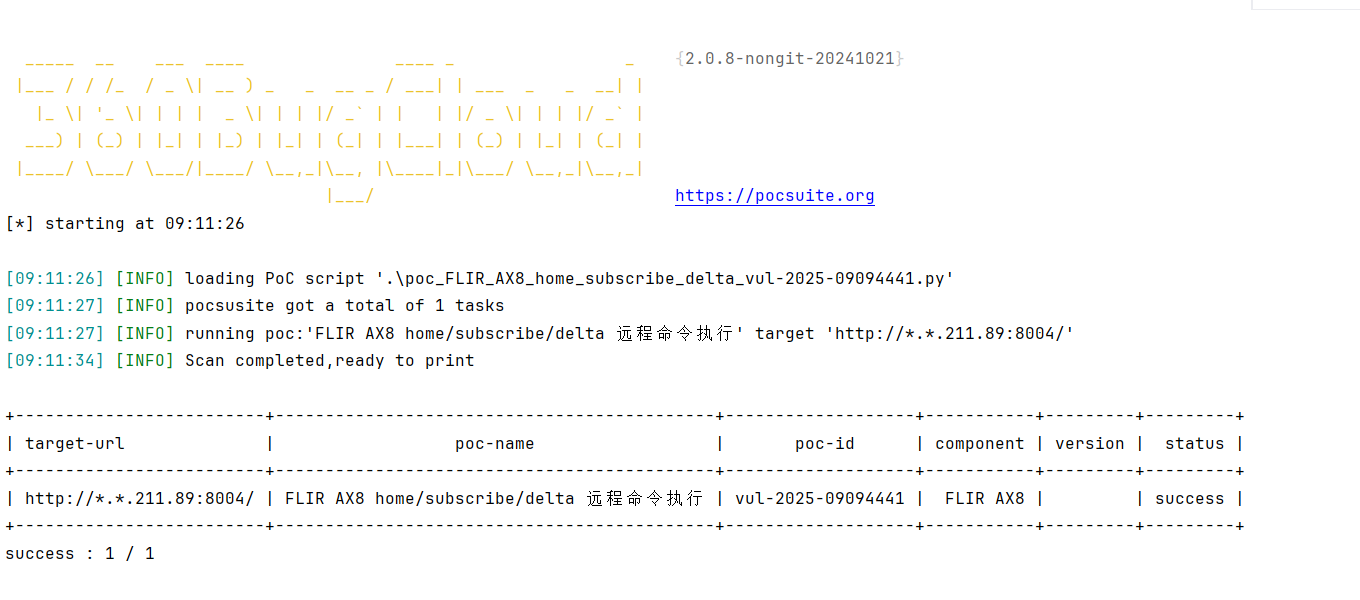 {2.0.8-nongit-20241021}
360BugCloud
https://pocsuite.org
[*] starting at 09:11:26
[09:11:26] [INFO] loading PoC script '.\poc_FLIR_AX8_home_subscribe_delta_vul-2025-09094441.py'
[09:11:27] [INFO] pocsusite got a total of 1 tasks
[09:11:27] [INFO] running poc:'FLIR AX8 home/subscribe/delta 远程命令执行' target 'http://*.*.211.89:8004/'
[09:11:34] [INFO] Scan completed,ready to print
| target-url | poc-name | poc-id | component | version | status |
| http://*.*.211.89:8004/ | FLIR AX8 home/subscribe/delta 远程命令执行 | vul-2025-09094441 | FLIR AX8 | | success |
success : 1 / 1